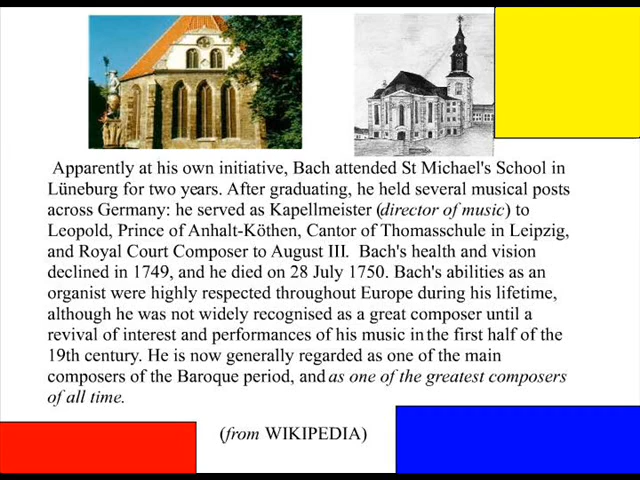 Apparently at his own initiative, Bach attended St Michael's School in
Lüneburg for two years. After graduating, he held several musical posts
across Germany: he served as Kapellmeister (director of music) to
Leopold, Prince of Anhalt-Köthen, Cantor of Thomasschule in Leipzig,
and Royal Court Composer to August III.  Bach's health and vision
declined in 1749, and he died on 28 July 1750. Bach's abilities as an
organist were highly respected throughout Europe during his lifetime,
although he was not widely recognised as a great composer until a
revival of interest and performances of his music in the first half of the
19th century. He is now generally regarded as one of the main
composers of the Baroque period, and as one of the greatest composers
of all time.
(from WIKIPEDIA)